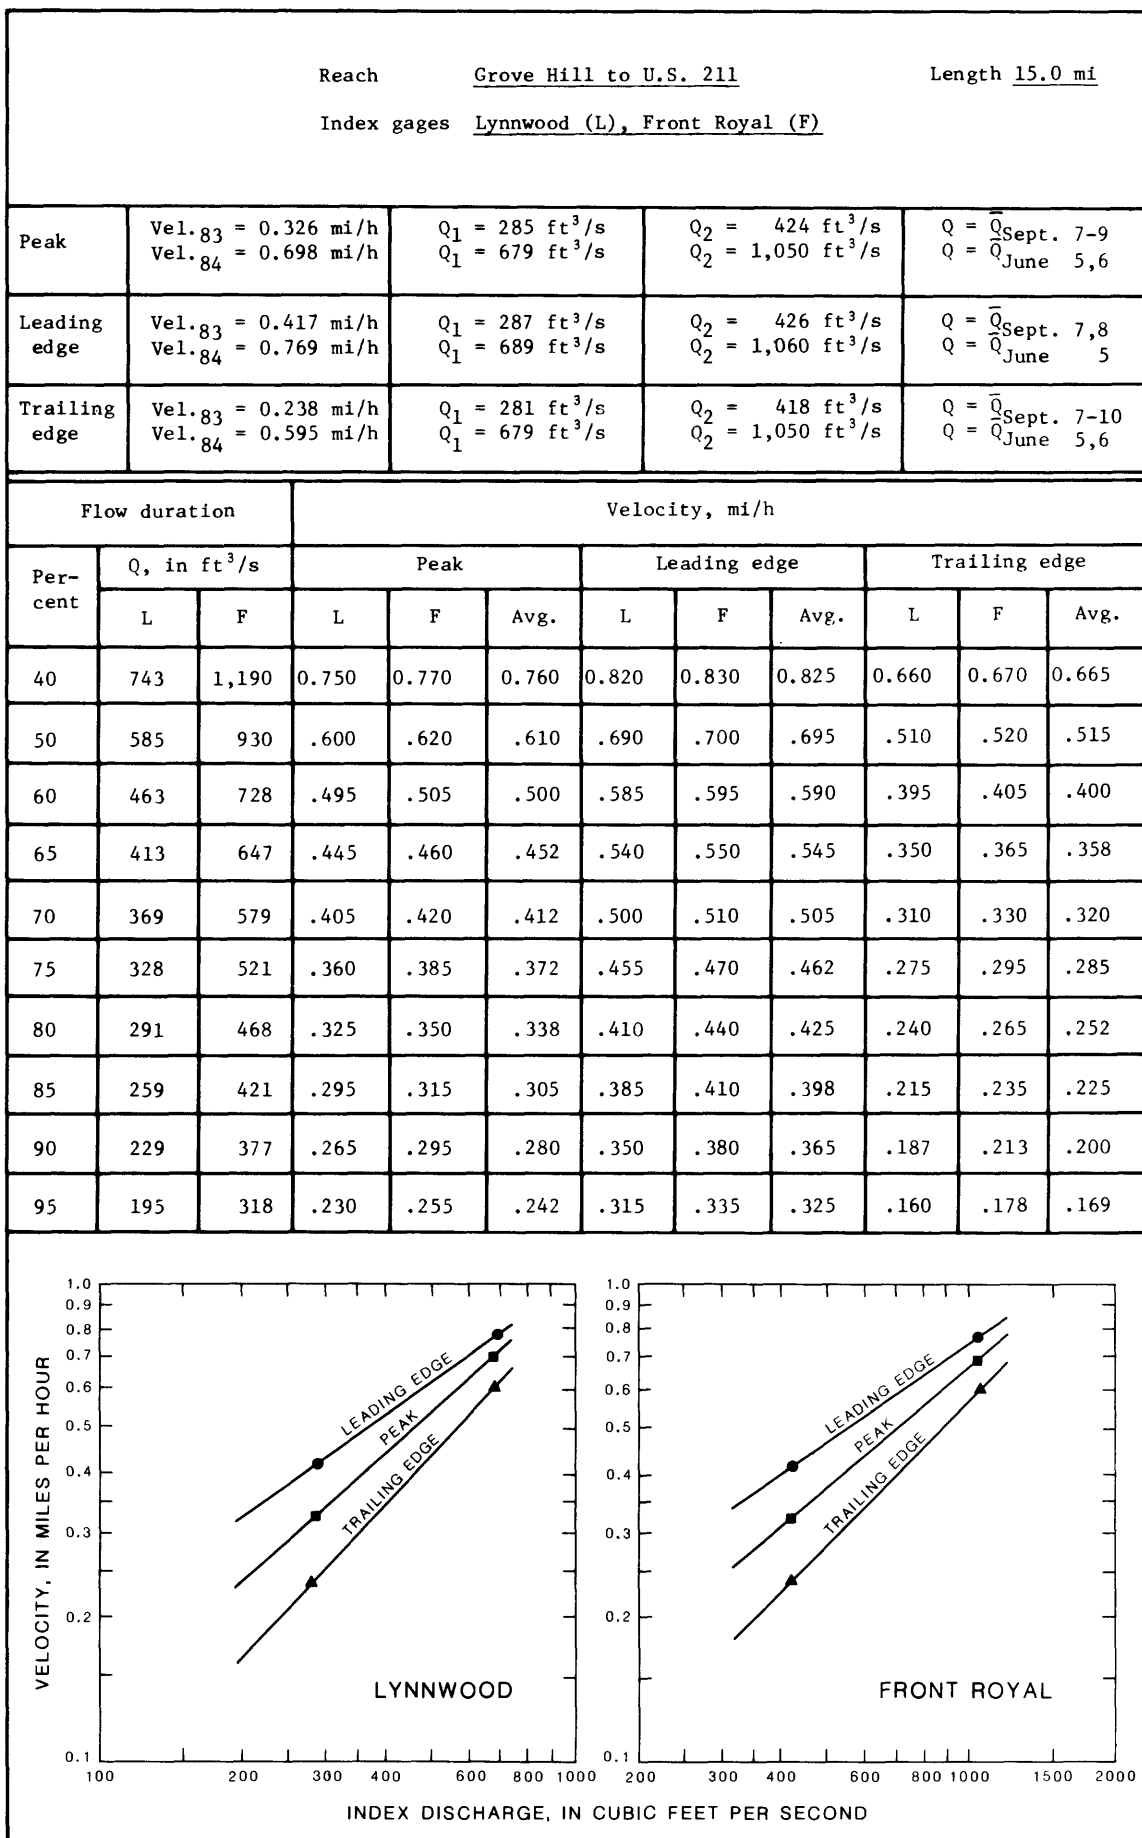 Reach Grove Hill to U.S. 211 Length 15.0 mi
Index gages Lynnwood (L), Front Royal (F)
Peak
Vel.83 = 0.326 mi/h Q1 = 285 ft³/s Q2 = 424 ft³/s Q = Q̅Sept. 7-9
Vel.84 = 0.698 mi/h Q1 = 679 ft³/s Q2 = 1,050 ft³/s Q = Q̅June 5,6
Leading edge
Vel.83 = 0.417 mi/h Q1 = 287 ft³/s Q2 = 426 ft³/s Q = Q̅Sept. 7,8
Vel.84 = 0.769 mi/h Q1 = 689 ft³/s Q2 = 1,060 ft³/s Q = Q̅June 5
Trailing edge
Vel.83 = 0.238 mi/h Q1 = 281 ft³/s Q2 = 418 ft³/s Q = Q̅Sept. 7-10
Vel.84 = 0.595 mi/h Q1 = 679 ft³/s Q2 = 1,050 ft³/s Q = Q̅June 5,6
Flow duration Velocity, mi/h
Per-cent Q, in ft³/s Peak Leading edge Trailing edge
L F L F Avg. L F Avg. L F Avg.
40 743 1,190 0.750 0.770 0.760 0.820 0.830 0.825 0.660 0.670 0.665
50 585 930 .600 .620 .610 .690 .700 .695 .510 .520 .515
60 463 728 .495 .505 .500 .585 .595 .590 .395 .405 .400
65 413 647 .445 .460 .452 .540 .550 .545 .350 .365 .358
70 369 579 .405 .420 .412 .500 .510 .505 .310 .330 .320
75 328 521 .360 .385 .372 .455 .470 .462 .275 .295 .285
80 291 468 .325 .350 .338 .410 .440 .425 .240 .265 .252
85 259 421 .295 .315 .305 .385 .410 .398 .215 .235 .225
90 229 377 .265 .295 .280 .350 .380 .365 .187 .213 .200
95 195 318 .230 .255 .242 .315 .335 .325 .160 .178 .169
VELOCITY, IN MILES PER HOUR
1.0
0.9
0.8
0.7
0.6
0.5
0.4
0.3
0.2
0.1
LEADING EDGE
PEAK
TRAILING EDGE
LYNNWOOD
100 200 300 400 600 800 1000
1.0
0.9
0.8
0.7
0.6
0.5
0.4
0.3
0.2
0.1
LEADING EDGE
PEAK
TRAILING EDGE
FRONT ROYAL
200 300 400 600 800 1000 1500 2000
INDEX DISCHARGE, IN CUBIC FEET PER SECOND